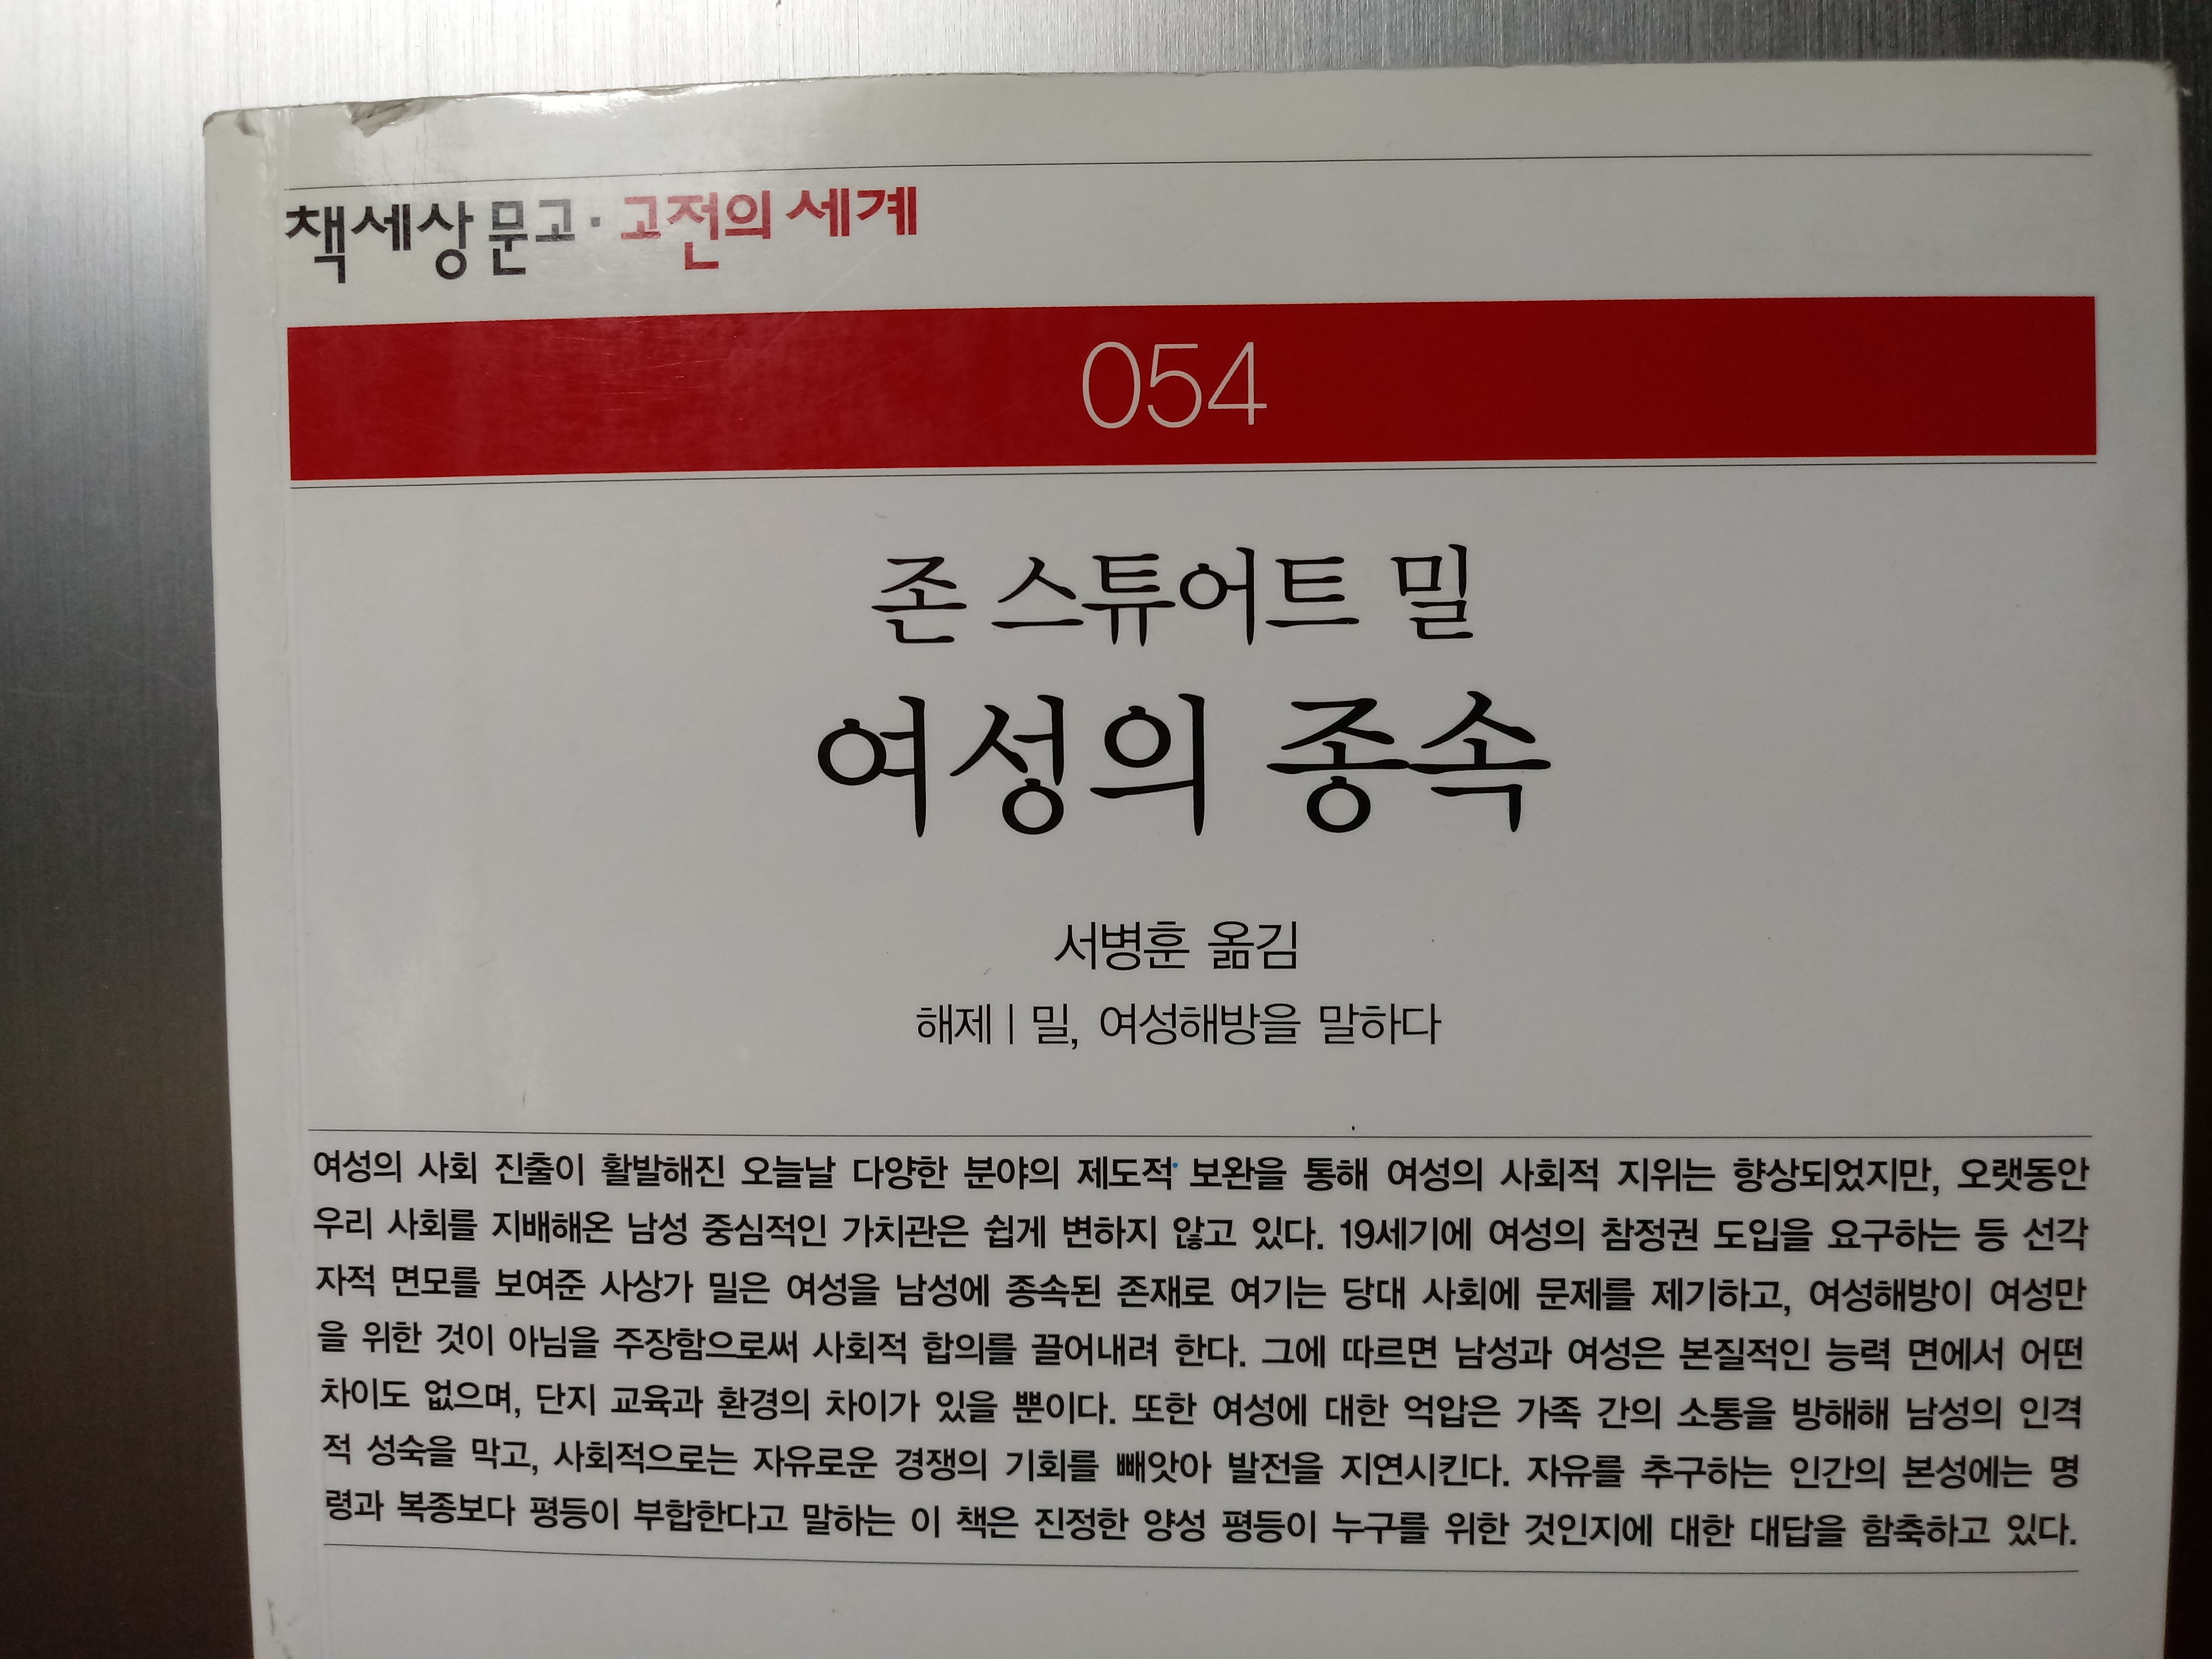 책세상문고·고전의 세계
054
존 스튜어트 밀
여성의 종속
서병훈 옮김
해제 | 밀, 여성해방을 말하다
여성의 사회 진출이 활발해진 오늘날 다양한 분야의 제도적 보완을 통해 여성의 사회적 지위는 향상되었지만, 오랫동안
우리 사회를 지배해온 남성 중심적인 가치관은 쉽게 변하지 않고 있다. 19세기에 여성의 참정권 도입을 요구하는 등 선각
자적 면모를 보여준 사상가 밀은 여성을 남성에 종속된 존재로 여기는 당대 사회에 문제를 제기하고, 여성해방이 여성만
을 위한 것이 아님을 주장함으로써 사회적 합의를 끌어내려 한다. 그에 따르면 남성과 여성은 본질적인 능력 면에서 어떤
차이도 없으며, 단지 교육과 환경의 차이가 있을 뿐이다. 또한 여성에 대한 억압은 가족 간의 소통을 방해해 남성의 인격
적 성숙을 막고, 사회적으로는 자유로운 경쟁의 기회를 빼앗아 발전을 지연시킨다. 자유를 추구하는 인간의 본성에는 명
령과 복종보다 평등이 부합한다고 말하는 이 책은 진정한 양성 평등이 누구를 위한 것인지에 대한 대답을 함축하고 있다.